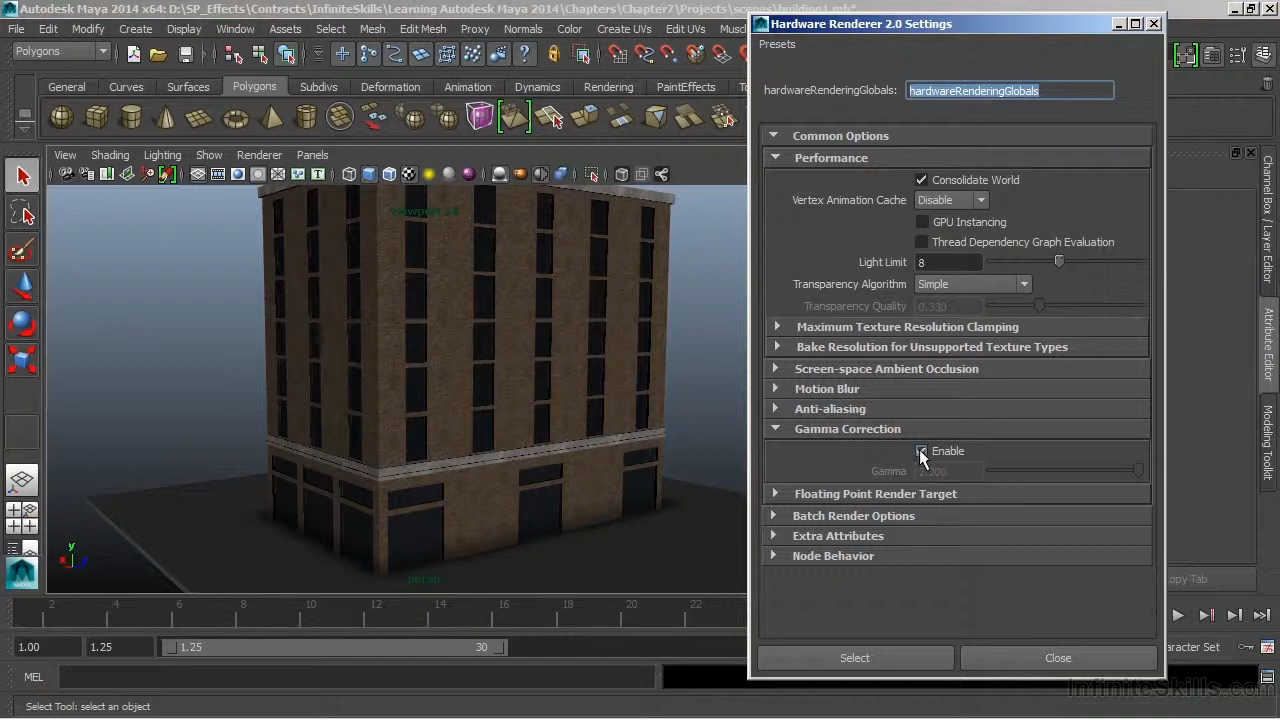 Autodesk Maya 2014 x64: D:\SP_Effects\Contracts\InfiniteSkills\Learning Autodesk Maya 2014\Chapters\Chapter7\Projects\scenes\building1.mb*
File Edit Modify Create Display Window Assets Select Mesh Edit Mesh Proxy Normals Color Create UVs Edit UVs
Polygons
General Curves Surfaces Polygons Subdivs Deformation Animation Dynamics Rendering PaintEffects
View Shading Lighting Show Renderer Panels
Hardware Renderer 2.0 Settings
Presets
hardwareRenderingGlobals: hardwareRenderingGlobals
Common Options
Performance
Consolidate World
Vertex Animation Cache Disable
GPU Instancing
Thread Dependency Graph Evaluation
Light Limit 8
Transparency Algorithm Simple
Transparency Quality 0.330
Maximum Texture Resolution Clamping
Bake Resolution for Unsupported Texture Types
Screen-space Ambient Occlusion
Motion Blur
Anti-aliasing
Gamma Correction
Enable
Gamma 2.200
Floating Point Render Target
Batch Render Options
Extra Attributes
Node Behavior
Select Close
Channel Box / Layer Editor
Attribute Editor
Modeling Toolkit
Viewport 2.0
persp
y
x
z
2 4 6 8 10 12 14 16 18 20 22
1.00 1.25 1.25 30
MEL
Select Tool: select an object
InfiniteSkills.com